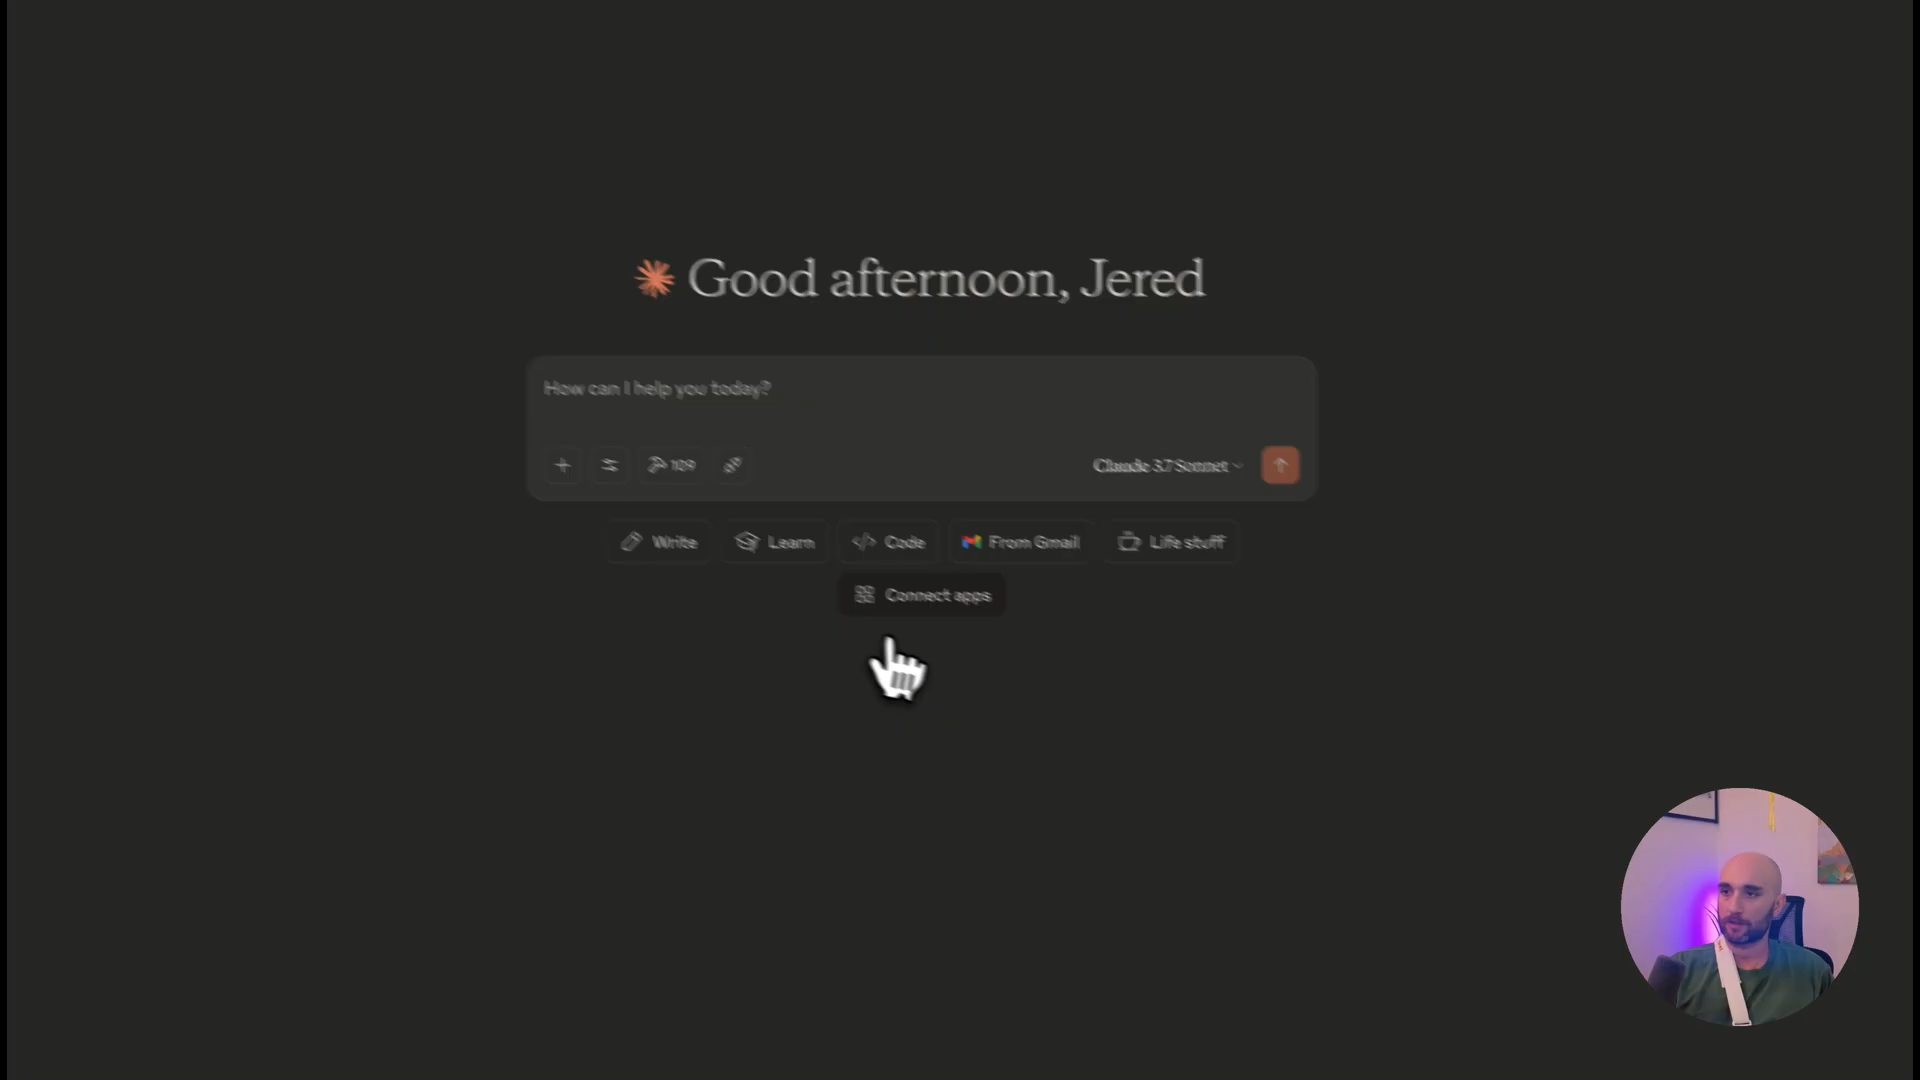 Good afternoon, Jered
How can I help you today?
109
Claude 3.7 Sonnet
Write
Learn
Code
From Gmail
Life stuff
Connect apps